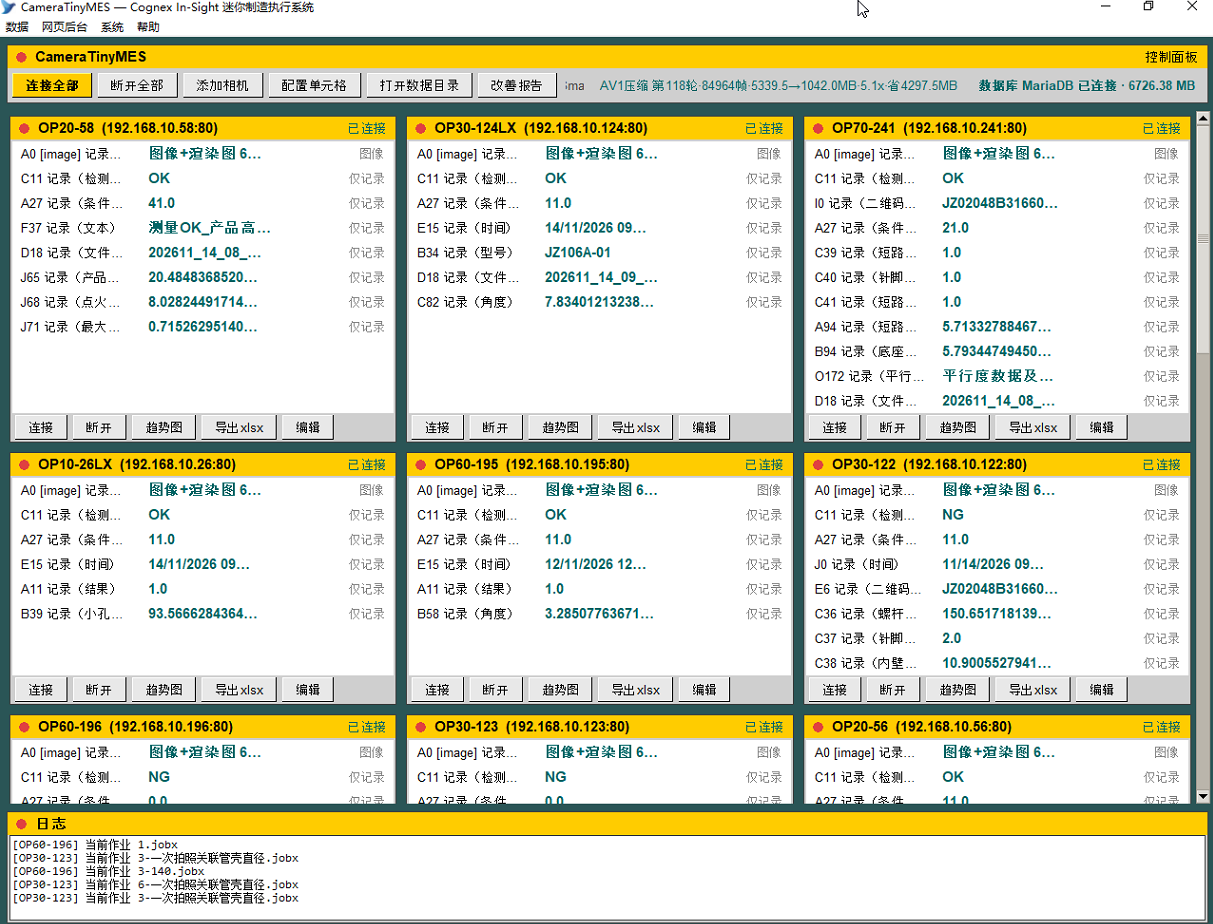 CameraTinyMES — Cognex In-Sight 迷你制造执行系统
数据 网页后台 系统 帮助
CameraTinyMES 控制面板
连接全部 断开全部 添加相机 配置单元格 打开数据目录 改善报告 ima AV1压缩 第118轮·84964帧·5339.5→1042.0MB·5.1x·省4297.5MB 数据库 MariaDB 已连接 · 6726.38 MB
OP20-58 (192.168.10.58:80) 已连接
A0 [image] 记录... 图像+渲染图 6... 图像
C11 记录（检测... OK 仅记录
A27 记录（条件... 41.0 仅记录
F37 记录（文本） 测量OK_产品高... 仅记录
D18 记录（文件... 202611_14_08_... 仅记录
J65 记录（产品... 20.4848368520... 仅记录
J68 记录（点火... 8.02824491714... 仅记录
J71 记录（最大... 0.71526295140... 仅记录
连接 断开 趋势图 导出xlsx 编辑
OP30-124LX (192.168.10.124:80) 已连接
A0 [image] 记录... 图像+渲染图 6... 图像
C11 记录（检测... OK 仅记录
A27 记录（条件... 11.0 仅记录
E15 记录（时间） 14/11/2026 09... 仅记录
B34 记录（型号） JZ106A-01 仅记录
D18 记录（文件... 202611_14_09_... 仅记录
C82 记录（角度） 7.83401213238... 仅记录
连接 断开 趋势图 导出xlsx 编辑
OP70-241 (192.168.10.241:80) 已连接
A0 [image] 记录... 图像+渲染图 6... 图像
C11 记录（检测... OK 仅记录
I0 记录（二维码... JZ02048B31660... 仅记录
A27 记录（条件... 21.0 仅记录
C39 记录（短路... 1.0 仅记录
C40 记录（针脚... 1.0 仅记录
C41 记录（短路... 1.0 仅记录
A94 记录（短路... 5.71332788467... 仅记录
B94 记录（底座... 5.79344749450... 仅记录
O172 记录（平行... 平行度数据及... 仅记录
D18 记录（文件... 202611_14_08_... 仅记录
连接 断开 趋势图 导出xlsx 编辑
OP10-26LX (192.168.10.26:80) 已连接
A0 [image] 记录... 图像+渲染图 6... 图像
C11 记录（检测... OK 仅记录
A27 记录（条件... 11.0 仅记录
E15 记录（时间） 14/11/2026 09... 仅记录
A11 记录（结果） 1.0 仅记录
B39 记录（小孔... 93.5666284364... 仅记录
连接 断开 趋势图 导出xlsx 编辑
OP60-195 (192.168.10.195:80) 已连接
A0 [image] 记录... 图像+渲染图 6... 图像
C11 记录（检测... OK 仅记录
A27 记录（条件... 11.0 仅记录
E15 记录（时间） 12/11/2026 12... 仅记录
A11 记录（结果） 1.0 仅记录
B58 记录（角度） 3.28507763671... 仅记录
连接 断开 趋势图 导出xlsx 编辑
OP30-122 (192.168.10.122:80) 已连接
A0 [image] 记录... 图像+渲染图 6... 图像
C11 记录（检测... NG 仅记录
A27 记录（条件... 11.0 仅记录
J0 记录（时间） 11/14/2026 09... 仅记录
E6 记录（二维码... JZ02048B31660... 仅记录
C36 记录（螺杆... 150.651718139... 仅记录
C37 记录（针脚... 2.0 仅记录
C38 记录（内壁... 10.9005527941... 仅记录
连接 断开 趋势图 导出xlsx 编辑
OP60-196 (192.168.10.196:80) 已连接
A0 [image] 记录... 图像+渲染图 6... 图像
C11 记录（检测... NG 仅记录
A27 记录（条件... 0.0 仅记录
OP30-123 (192.168.10.123:80) 已连接
A0 [image] 记录... 图像+渲染图 6... 图像
C11 记录（检测... NG 仅记录
A27 记录（条件... 0.0 仅记录
OP20-56 (192.168.10.56:80) 已连接
A0 [image] 记录... 图像+渲染图 6... 图像
C11 记录（检测... OK 仅记录
A27 记录（条件... 11.0 仅记录
日志
[OP60-196] 当前作业 1.jobx
[OP30-123] 当前作业 3-一次拍照关联管壳直径.jobx
[OP60-196] 当前作业 3-140.jobx
[OP30-123] 当前作业 6-一次拍照关联管壳直径.jobx
[OP30-123] 当前作业 3-一次拍照关联管壳直径.jobx